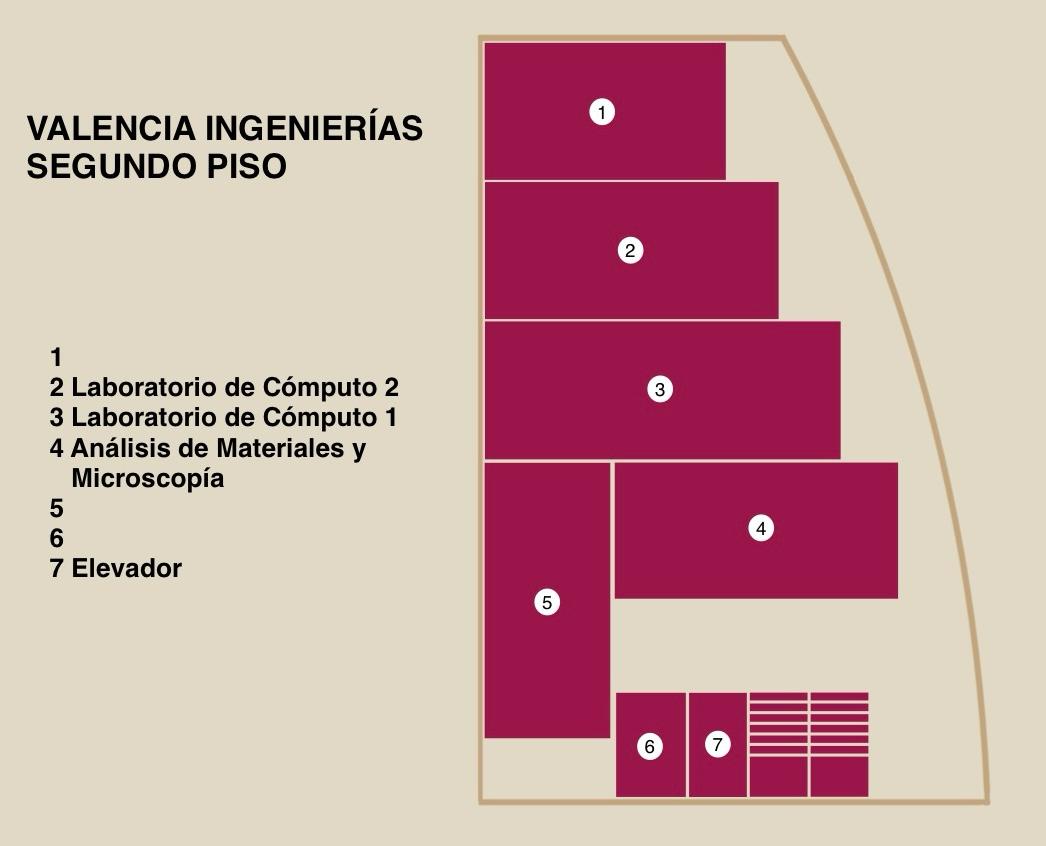 VALENCIA INGENIERÍAS
SEGUNDO PISO
1
2 Laboratorio de Cómputo 2
3 Laboratorio de Cómputo 1
4 Análisis de Materiales y
Microscopía
5
6
7 Elevador
1
2
3
4
5
6
7